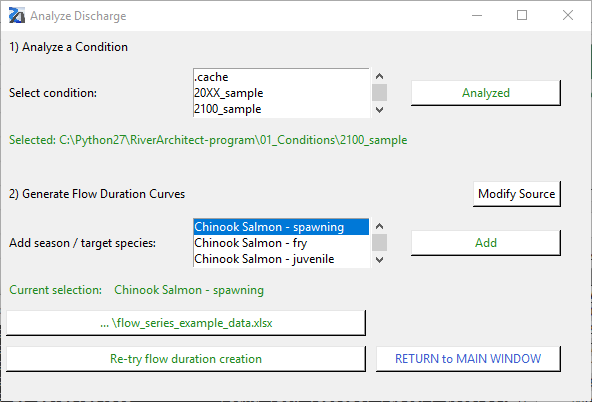 Analyze Discharge
1) Analyze a Condition
Select condition:
.cache
20XX_sample
2100_sample
Analyzed
Selected: C:\Python27\RiverArchitect-program\01_Conditions\2100_sample
2) Generate Flow Duration Curves
Modify Source
Add season / target species:
Chinook Salmon - spawning
Chinook Salmon - fry
Chinook Salmon - juvenile
Add
Current selection: Chinook Salmon - spawning
... \flow_series_example_data.xlsx
Re-try flow duration creation
RETURN to MAIN WINDOW